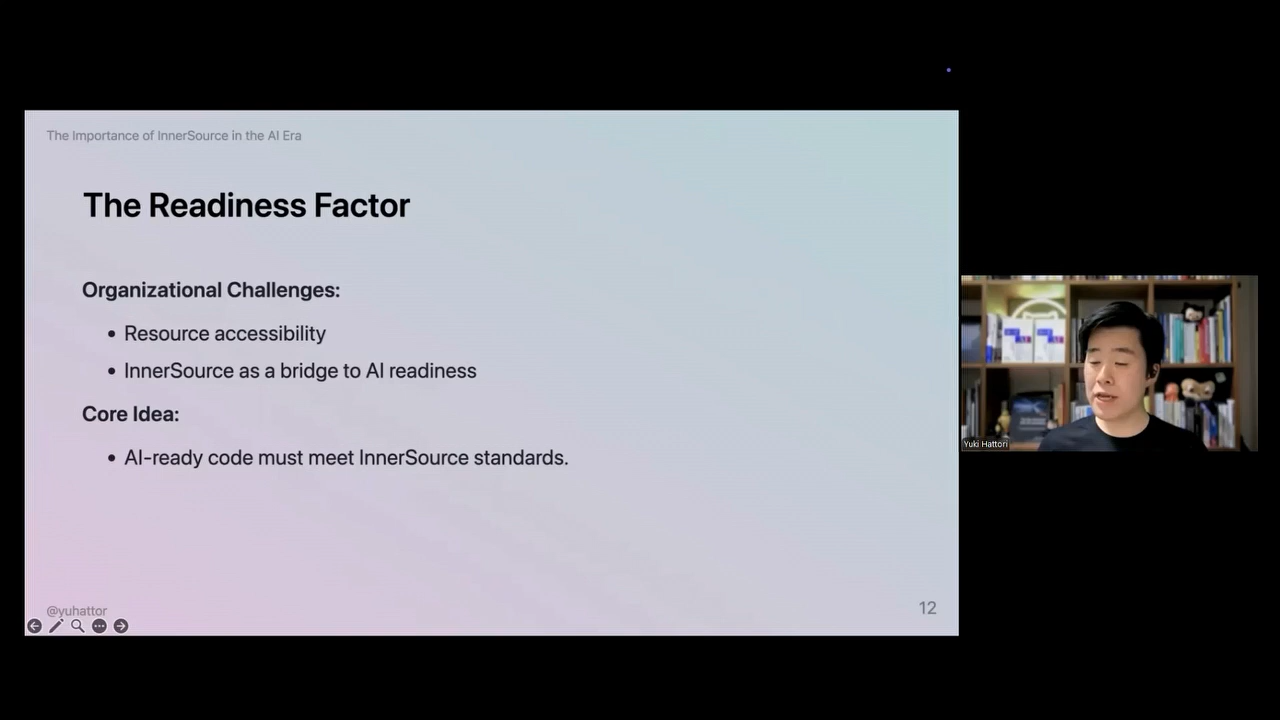 The Importance of InnerSource in the AI Era
The Readiness Factor
Organizational Challenges:
• Resource accessibility
• InnerSource as a bridge to AI readiness
Core Idea:
• AI-ready code must meet InnerSource standards.
@yuhattor
12
Yuki Hattori